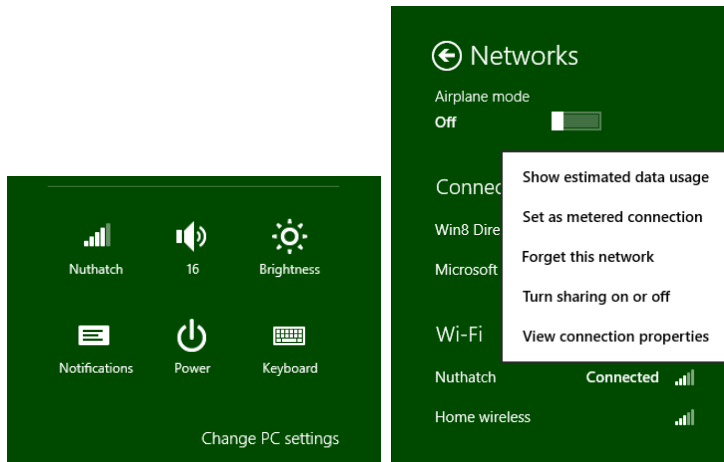 Nuthatch
16
Brightness
Notifications
Power
Keyboard
Change PC settings
Networks
Airplane mode
Off
Connec
Win8 Dire
Microsoft
Show estimated data usage
Set as metered connection
Forget this network
Turn sharing on or off
View connection properties
Wi-Fi
Nuthatch Connected
Home wireless